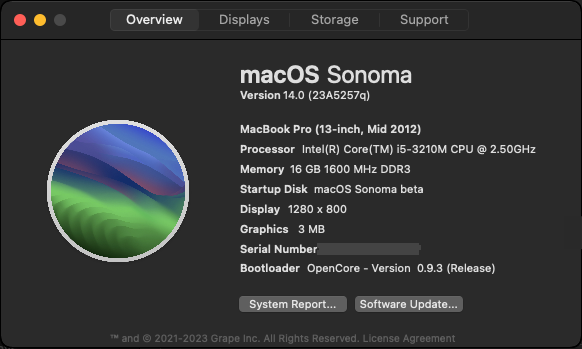 Overview Displays Storage Support
macOS Sonoma
Version 14.0 (23A5257q)
MacBook Pro (13-inch, Mid 2012)
Processor Intel(R) Core(TM) i5-3210M CPU @ 2.50GHz
Memory 16 GB 1600 MHz DDR3
Startup Disk macOS Sonoma beta
Display 1280 x 800
Graphics 3 MB
Serial Number
Bootloader OpenCore - Version 0.9.3 (Release)
System Report... Software Update...
™ and © 2021-2023 Grape Inc. All Rights Reserved. License Agreement